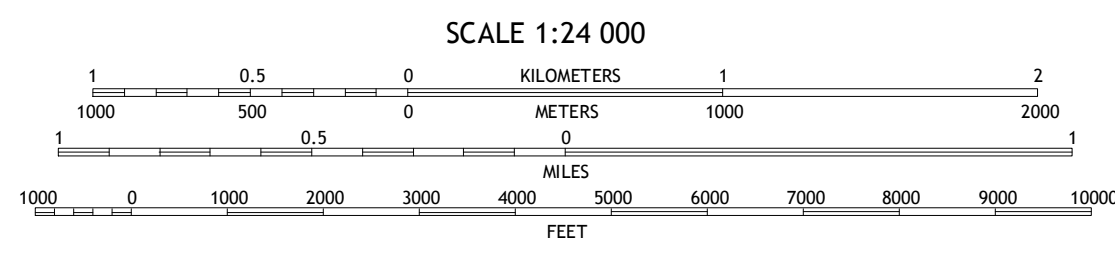 SCALE 1:24 000
1 0.5 0 KILOMETERS 1 2
1000 500 0 METERS 1000 2000
1 0.5 0 1
MILES
1000 0 1000 2000 3000 4000 5000 6000 7000 8000 9000 10000
FEET